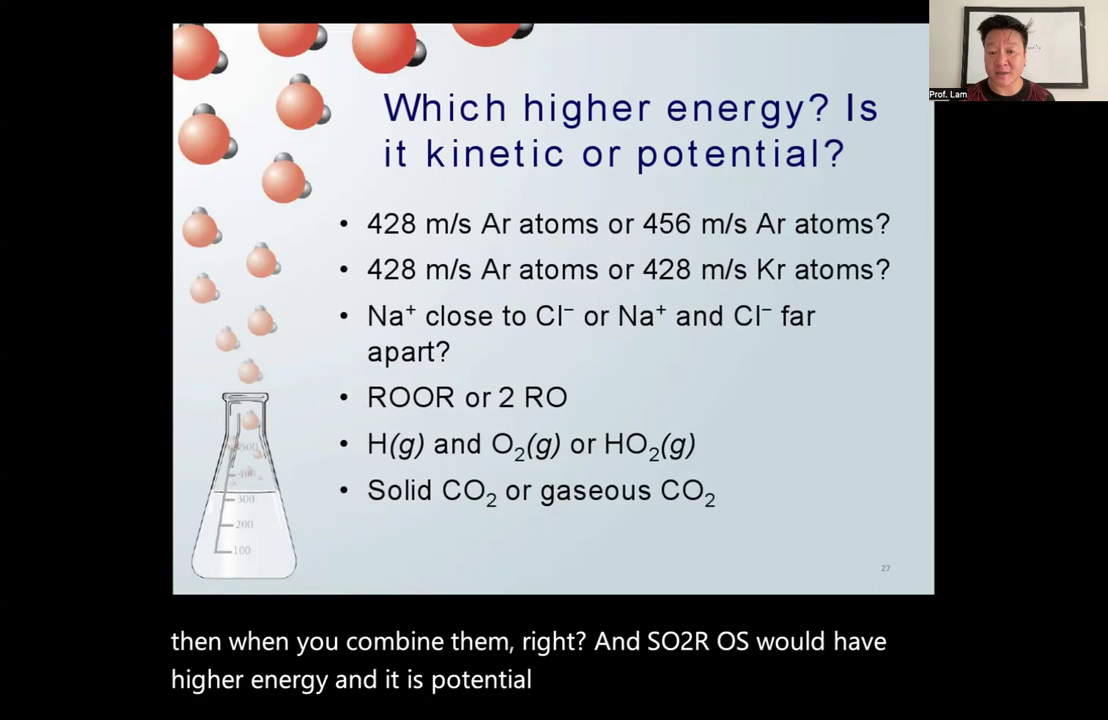 Prof. Lam
Which higher energy? Is
it kinetic or potential?
• 428 m/s Ar atoms or 456 m/s Ar atoms?
• 428 m/s Ar atoms or 428 m/s Kr atoms?
• Na⁺ close to Cl⁻ or Na⁺ and Cl⁻ far
apart?
• ROOR or 2 RO
• H(g) and O₂(g) or HO₂(g)
• Solid CO₂ or gaseous CO₂
300
200
100
27
then when you combine them, right? And SO2R OS would have
higher energy and it is potential